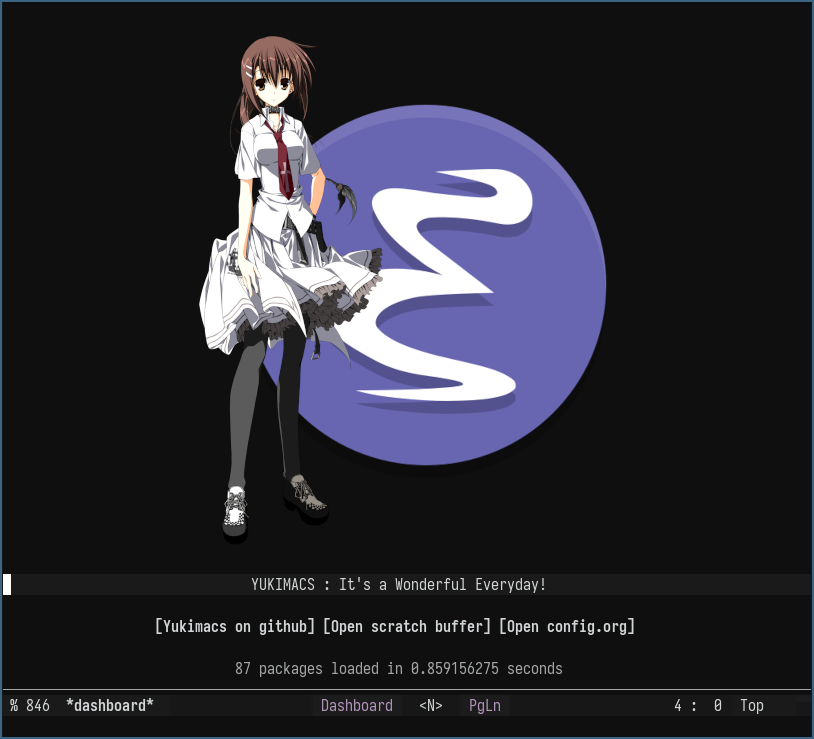 YUKIMACS : It's a Wonderful Everyday!
[Yukimacs on github] [Open scratch buffer] [Open config.org]
87 packages loaded in 0.859156275 seconds
% 846 *dashboard* Dashboard <N> PgLn 4 : 0 Top